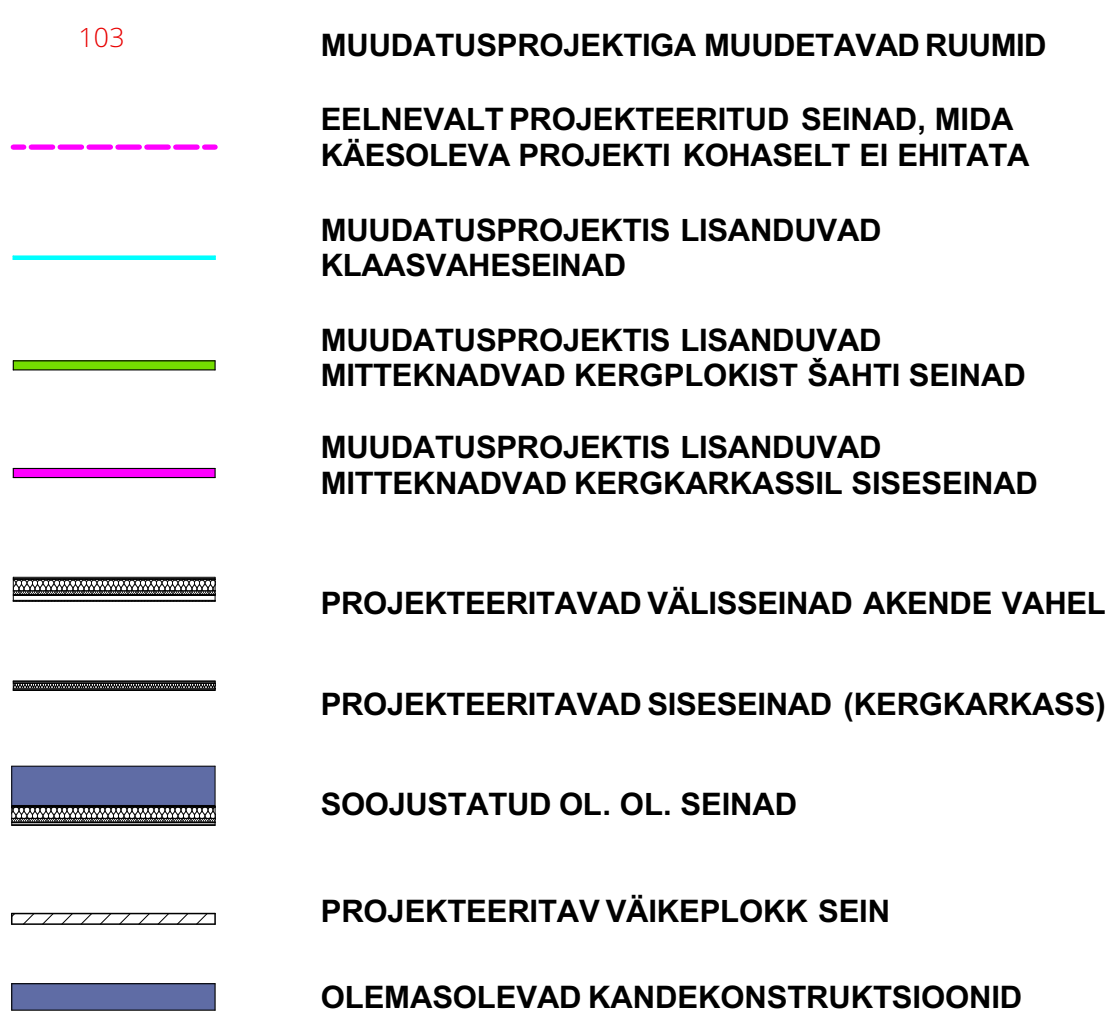 103
MUUDATUSPROJEKTIGA MUUDETAVAD RUUMID
EELNEVALT PROJEKTEERITUD SEINAD, MIDA
KÄESOLEVA PROJEKTI KOHASELT EI EHITATA
MUUDATUSPROJEKTIS LISANDUVAD
KLAASVAHESEINAD
MUUDATUSPROJEKTIS LISANDUVAD
MITTEKNADVAD KERGPLOKIST ŠAHTI SEINAD
MUUDATUSPROJEKTIS LISANDUVAD
MITTEKNADVAD KERGKARKASSIL SISESEINAD
PROJEKTEERITAVAD VÄLISSEINAD AKENDE VAHEL
PROJEKTEERITAVAD SISESEINAD (KERGKARKASS)
SOOJUSTATUD OL. OL. SEINAD
PROJEKTEERITAV VÄIKEPLOKK SEIN
OLEMASOLEVAD KANDEKONSTRUKTSIOONID